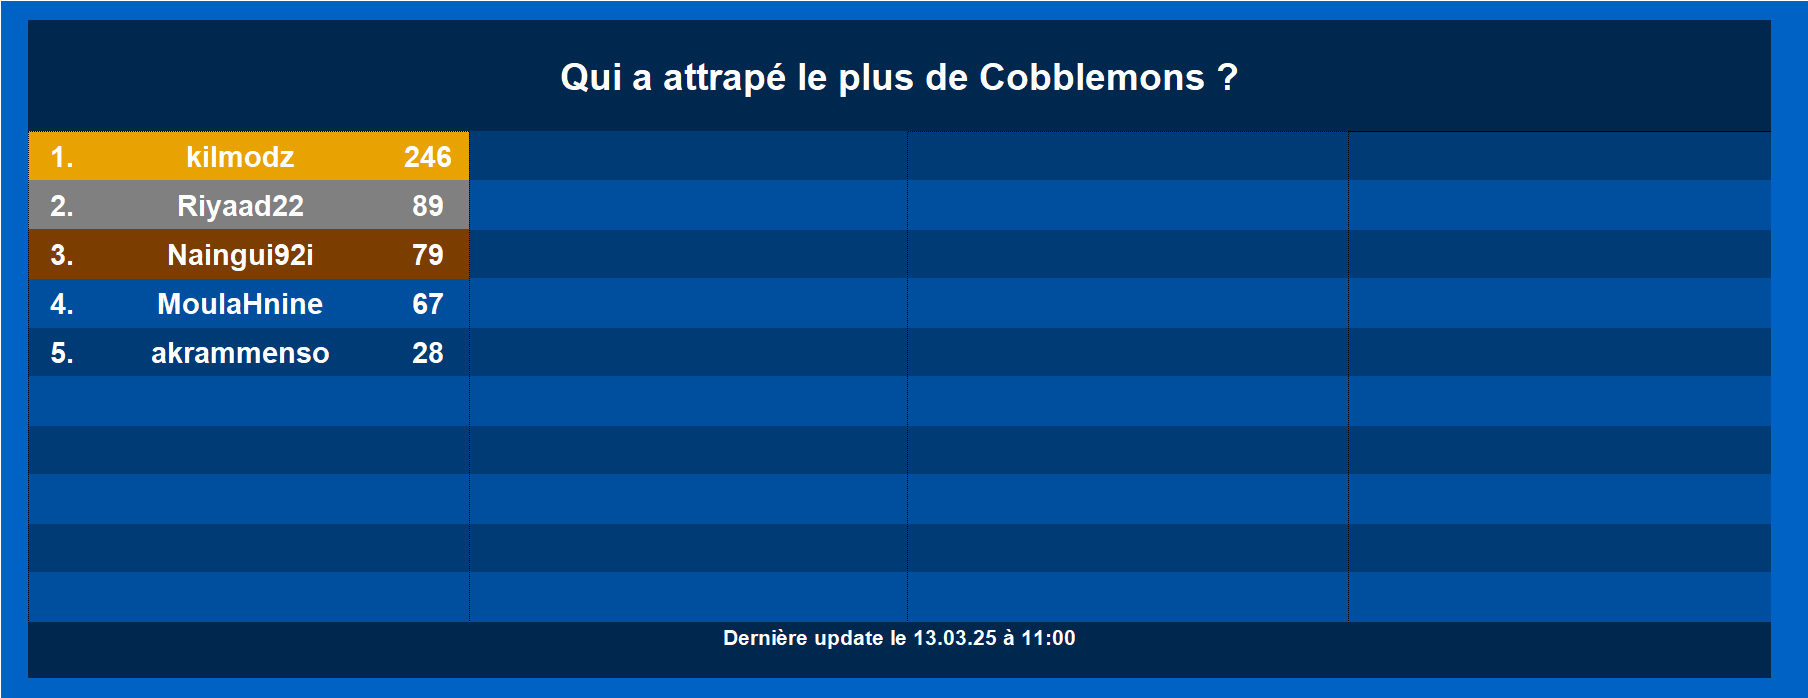 Qui a attrapé le plus de Cobblemons ?
1. kilmodz 246
2. Riyaad22 89
3. Naingui92i 79
4. MoulaHnine 67
5. akrammenso 28
Dernière update le 13.03.25 à 11:00